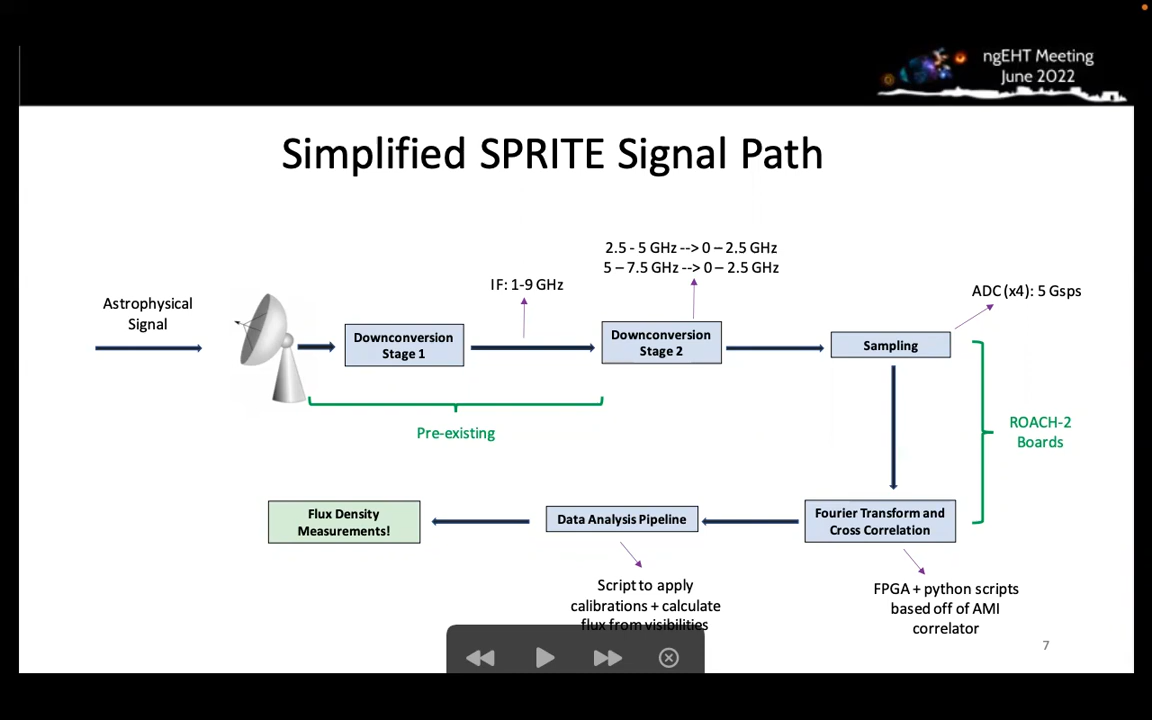 ngEHT Meeting
June 2022
Simplified SPRITE Signal Path
2.5 - 5 GHz --> 0 – 2.5 GHz
5 – 7.5 GHz --> 0 – 2.5 GHz
IF: 1-9 GHz
ADC (x4): 5 Gsps
Astrophysical
Signal
Downconversion
Stage 1
Downconversion
Stage 2
Sampling
Pre-existing
ROACH-2
Boards
Flux Density
Measurements!
Data Analysis Pipeline
Fourier Transform and
Cross Correlation
Script to apply
calibrations + calculate
flux from visibilities
FPGA + python scripts
based off of AMI
correlator
7